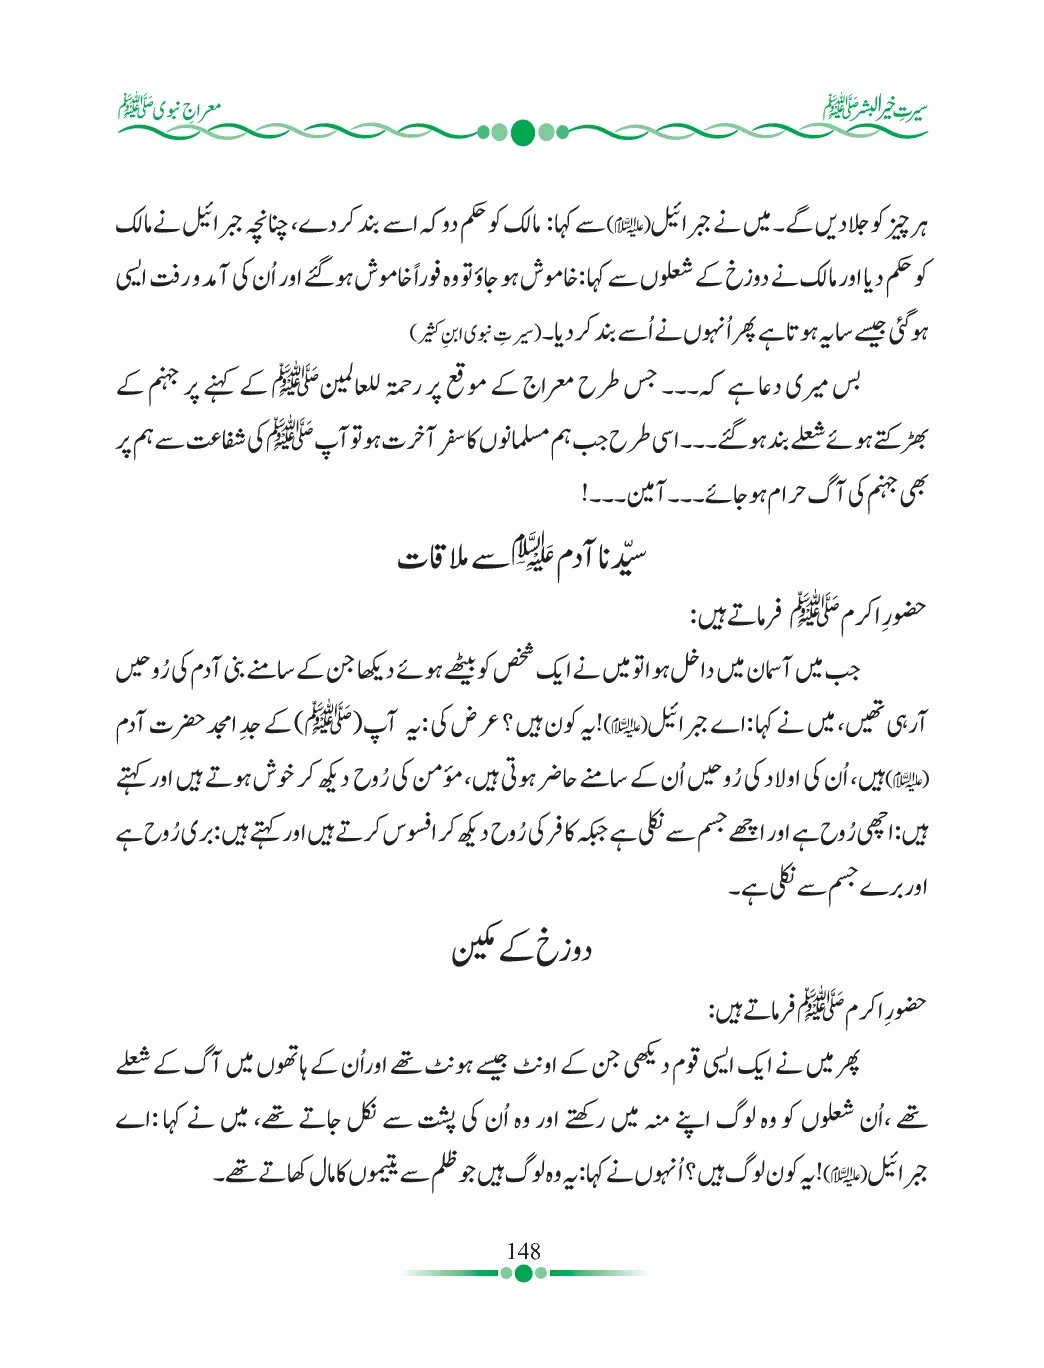 سیرتِ خیر البشر ﷺ
معراجِ نبوی ﷺ
ہر چیز کو جلا دیں گے۔ میں نے جبرائیل(علیہ السلام) سے کہا: مالک کو حکم دو کہ اسے بند کر دے، چنانچہ جبرائیل نے مالک
کو حکم دیا اور مالک نے دوزخ کے شعلوں سے کہا: خاموش ہو جاؤ تو وہ فوراً خاموش ہو گئے اور اُن کی آمد و رفت ایسی
ہو گئی جیسے سایہ ہوتا ہے پھر اُنہوں نے اُسے بند کر دیا۔ (سیرتِ نبوی ابنِ کثیر)
بس میری دعا ہے کہ۔۔۔ جس طرح معراج کے موقع پر رحمۃ للعالمین ﷺ کے کہنے پر جہنم کے
بھڑکتے ہوئے شعلے بند ہو گئے۔۔۔ اسی طرح جب ہم مسلمانوں کا سفرِ آخرت ہو تو آپ ﷺ کی شفاعت سے ہم پر
بھی جہنم کی آگ حرام ہو جائے۔۔۔ آمین۔۔۔!
سیّدنا آدم علیہ السلام سے ملاقات
حضورِ اکرم ﷺ فرماتے ہیں:
جب میں آسمان میں داخل ہوا تو میں نے ایک شخص کو بیٹھے ہوئے دیکھا جن کے سامنے بنی آدم کی رُوحیں
آ رہی تھیں، میں نے کہا: اے جبرائیل(علیہ السلام)! یہ کون ہیں؟ عرض کی: یہ آپ (ﷺ) کے جدِ امجد حضرت آدم
(علیہ السلام) ہیں، اُن کی اولاد کی رُوحیں اُن کے سامنے حاضر ہوتی ہیں، مؤمن کی رُوح دیکھ کر خوش ہوتے ہیں اور کہتے
ہیں: اچھی رُوح ہے اور اچھے جسم سے نکلی ہے جبکہ کافر کی رُوح دیکھ کر افسوس کرتے ہیں اور کہتے ہیں: بری رُوح ہے
اور برے جسم سے نکلی ہے۔
دوزخ کے مکین
حضورِ اکرم ﷺ فرماتے ہیں:
پھر میں نے ایک ایسی قوم دیکھی جن کے اونٹ جیسے ہونٹ تھے اور اُن کے ہاتھوں میں آگ کے شعلے
تھے، اُن شعلوں کو وہ لوگ اپنے منہ میں رکھتے اور وہ اُن کی پشت سے نکل جاتے تھے، میں نے کہا: اے
جبرائیل(علیہ السلام)! یہ کون لوگ ہیں؟ اُنہوں نے کہا: یہ وہ لوگ ہیں جو ظلم سے یتیموں کا مال کھاتے تھے۔
148